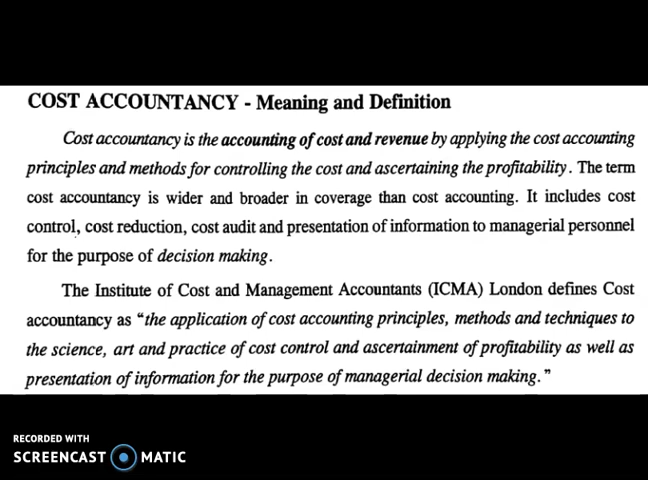 COST ACCOUNTANCY - Meaning and Definition
Cost accountancy is the accounting of cost and revenue by applying the cost accounting
principles and methods for controlling the cost and ascertaining the profitability. The term
cost accountancy is wider and broader in coverage than cost accounting. It includes cost
control, cost reduction, cost audit and presentation of information to managerial personnel
for the purpose of decision making.
The Institute of Cost and Management Accountants (ICMA) London defines Cost
accountancy as "the application of cost accounting principles, methods and techniques to
the science, art and practice of cost control and ascertainment of profitability as well as
presentation of information for the purpose of managerial decision making."
RECORDED WITH
SCREENCAST MATIC